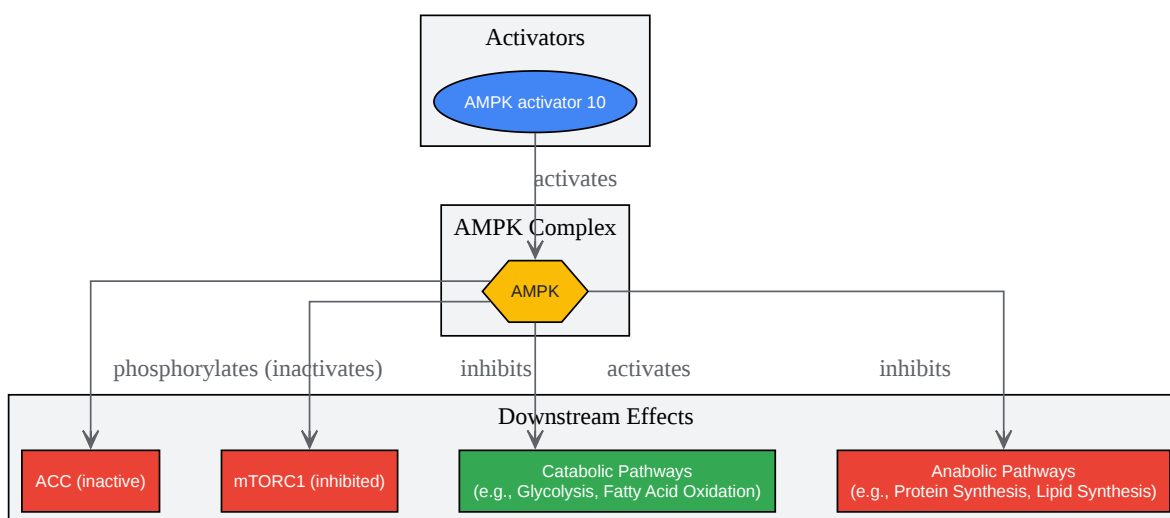 Activators
AMPK activator 10
activates
AMPK Complex
AMPK
phosphorylates (inactivates)
inhibits
activates
inhibits
Downstream Effects
ACC (inactive)
mTORC1 (inhibited)
Catabolic Pathways
(e.g., Glycolysis, Fatty Acid Oxidation)
Anabolic Pathways
(e.g., Protein Synthesis, Lipid Synthesis)